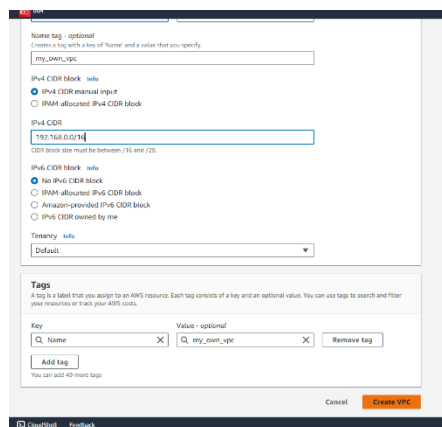 IAM
Name tag - optional
Creates a tag with a key of 'Name' and a value that you specify.
my_own_vpc
IPv4 CIDR block Info
IPv4 CIDR manual input
IPAM-allocated IPv4 CIDR block
IPv4 CIDR
192.168.0.0/16
CIDR block size must be between /16 and /28.
IPv6 CIDR block Info
No IPv6 CIDR block
IPAM-allocated IPv6 CIDR block
Amazon-provided IPv6 CIDR block
IPv6 CIDR owned by me
Tenancy Info
Default
Tags
A tag is a label that you assign to an AWS resource. Each tag consists of a key and an optional value. You can use tags to search and filter
your resources or track your AWS costs.
Key Value - optional
Name my_own_vpc Remove tag
Add tag
You can add 49 more tags
Cancel Create VPC
CloudShell Feedback